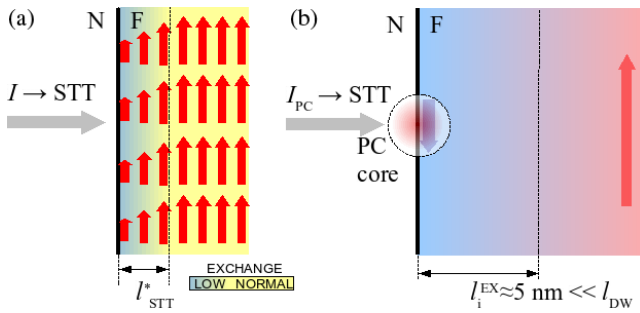 (a) N F
I → STT
l*STT
EXCHANGE
LOW NORMAL
(b) N F
IPC → STT
PC
core
liEX≈5 nm << lDW